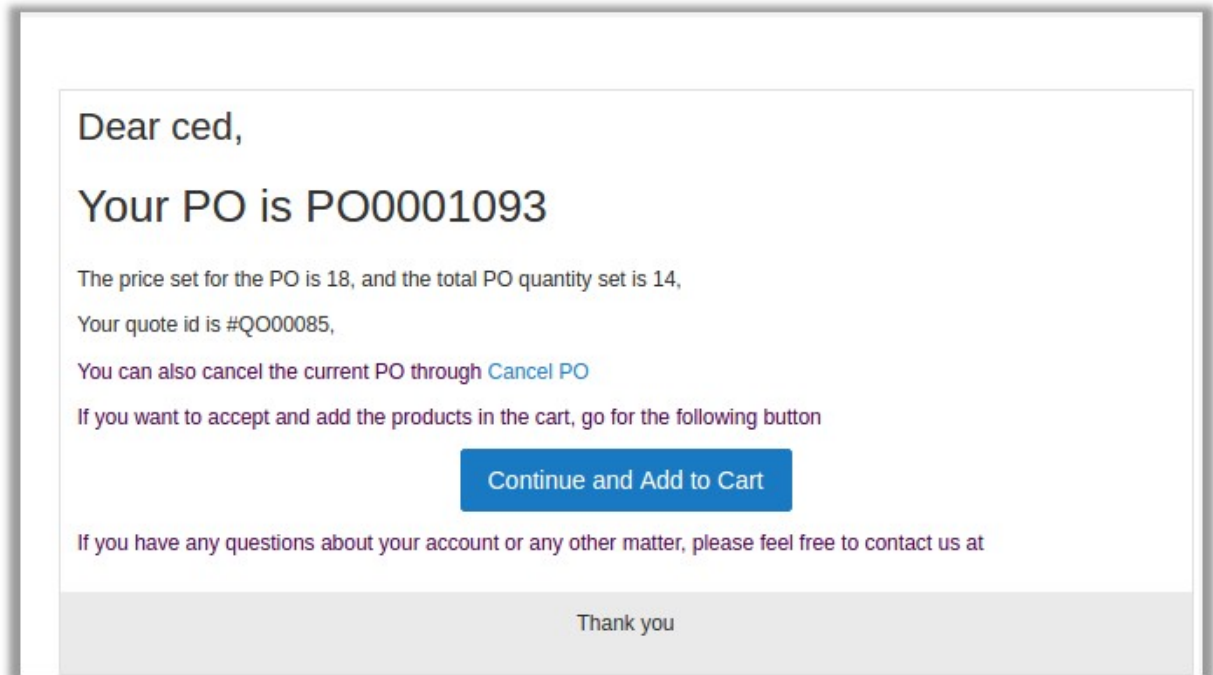 Dear ced,
Your PO is PO0001093
The price set for the PO is 18, and the total PO quantity set is 14,
Your quote id is #QO00085,
You can also cancel the current PO through Cancel PO
If you want to accept and add the products in the cart, go for the following button
Continue and Add to Cart
If you have any questions about your account or any other matter, please feel free to contact us at
Thank you